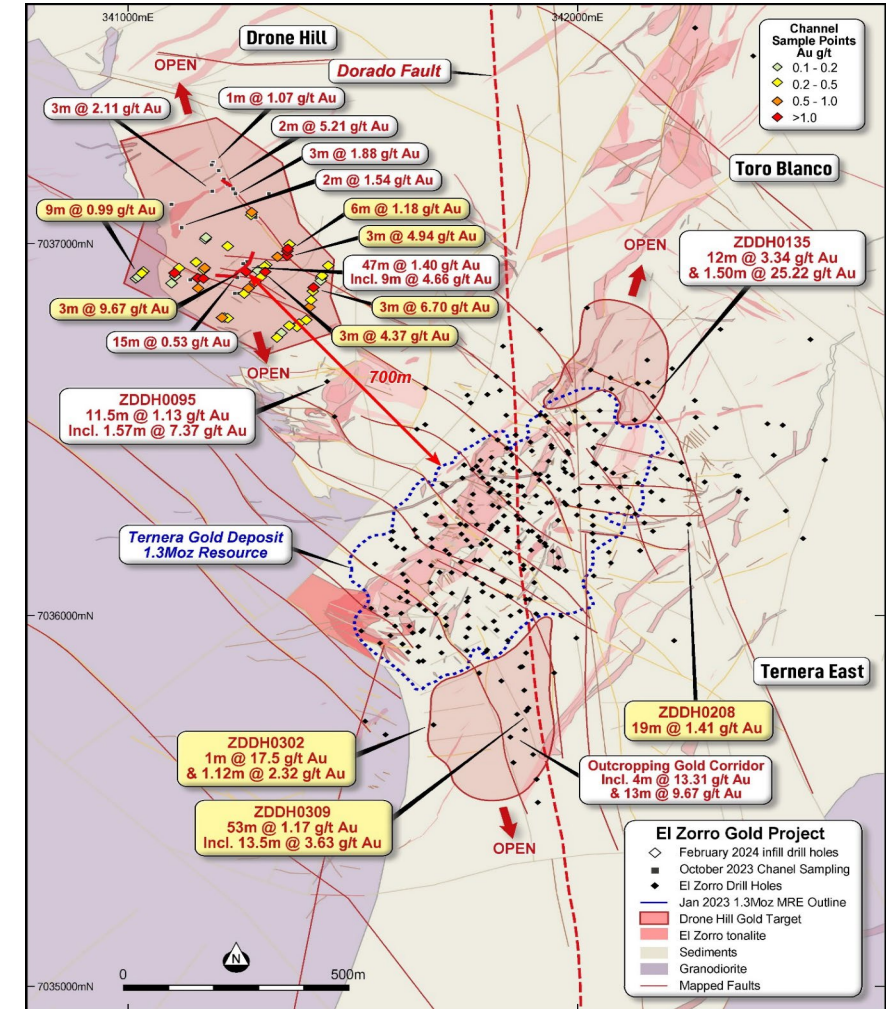 341000mE
342000mE
Drone Hill
OPEN
Dorado Fault
Channel
Sample Points
Au g/t
0.1 - 0.2
0.2 - 0.5
0.5 - 1.0
>1.0
3m @ 2.11 g/t Au
1m @ 1.07 g/t Au
2m @ 5.21 g/t Au
3m @ 1.88 g/t Au
2m @ 1.54 g/t Au
Toro Blanco
9m @ 0.99 g/t Au
6m @ 1.18 g/t Au
7037000mN
3m @ 4.94 g/t Au
OPEN
ZDDH0135
12m @ 3.34 g/t Au
& 1.50m @ 25.22 g/t Au
47m @ 1.40 g/t Au
Incl. 9m @ 4.66 g/t Au
3m @ 9.67 g/t Au
3m @ 6.70 g/t Au
15m @ 0.53 g/t Au
3m @ 4.37 g/t Au
OPEN
700m
ZDDH0095
11.5m @ 1.13 g/t Au
Incl. 1.57m @ 7.37 g/t Au
Ternera Gold Deposit
1.3Moz Resource
7036000mN
Ternera East
ZDDH0208
19m @ 1.41 g/t Au
ZDDH0302
1m @ 17.5 g/t Au
& 1.12m @ 2.32 g/t Au
Outcropping Gold Corridor
Incl. 4m @ 13.31 g/t Au
& 13m @ 9.67 g/t Au
ZDDH0309
53m @ 1.17 g/t Au
Incl. 13.5m @ 3.63 g/t Au
OPEN
El Zorro Gold Project
February 2024 infill drill holes
October 2023 Chanel Sampling
El Zorro Drill Holes
Jan 2023 1.3Moz MRE Outline
Drone Hill Gold Target
El Zorro tonalite
Sediments
Granodiorite
Mapped Faults
N
0
500m
7035000mN